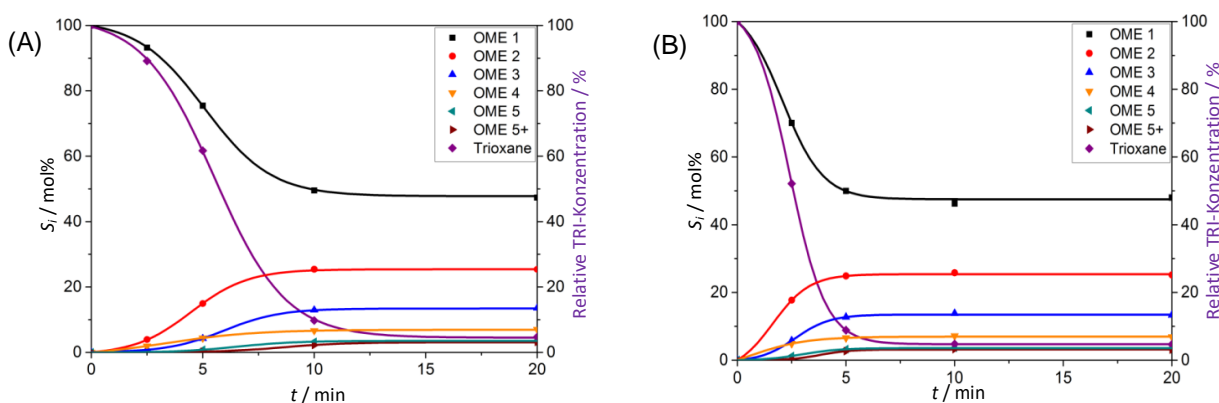 (A)
100
80
60
40
20
0
Sᵢ / mol%
0
5
10
15
20
t / min
100
80
60
40
20
0
Relative TRI-Konzentration / %
OME 1
OME 2
OME 3
OME 4
OME 5
OME 5+
Trioxane
(B)
100
80
60
40
20
0
Sᵢ / mol%
0
5
10
15
20
t / min
100
80
60
40
20
0
Relative TRI-Konzentration / %
OME 1
OME 2
OME 3
OME 4
OME 5
OME 5+
Trioxane